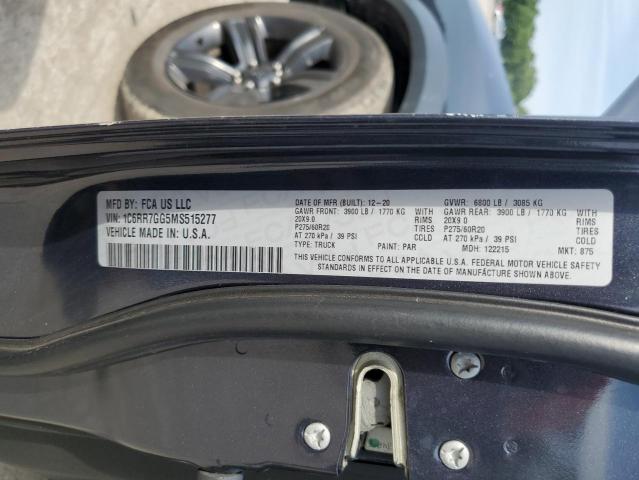 MFD BY: FCA US LLC
VIN: 1C6RR7GG5MS515277
VEHICLE MADE IN: U.S.A.
DATE OF MFR (BUILT): 12-20 GVWR: 6800 LB / 3085 KG
GAWR FRONT: 3900 LB / 1770 KG GAWR REAR: 3900 LB / 1770 KG
20X9.0 20X9.0
P275/60R20 TIRES P275/60R20 TIRES
AT 270 kPa / 39 PSI COLD AT 270 kPa / 39 PSI COLD
TYPE: TRUCK PAINT: PAR MDH: 122215 MKT: 875
THIS VEHICLE CONFORMS TO ALL APPLICABLE U.S.A. FEDERAL MOTOR VEHICLE SAFETY
STANDARDS IN EFFECT ON THE DATE OF MANUFACTURE SHOWN ABOVE.